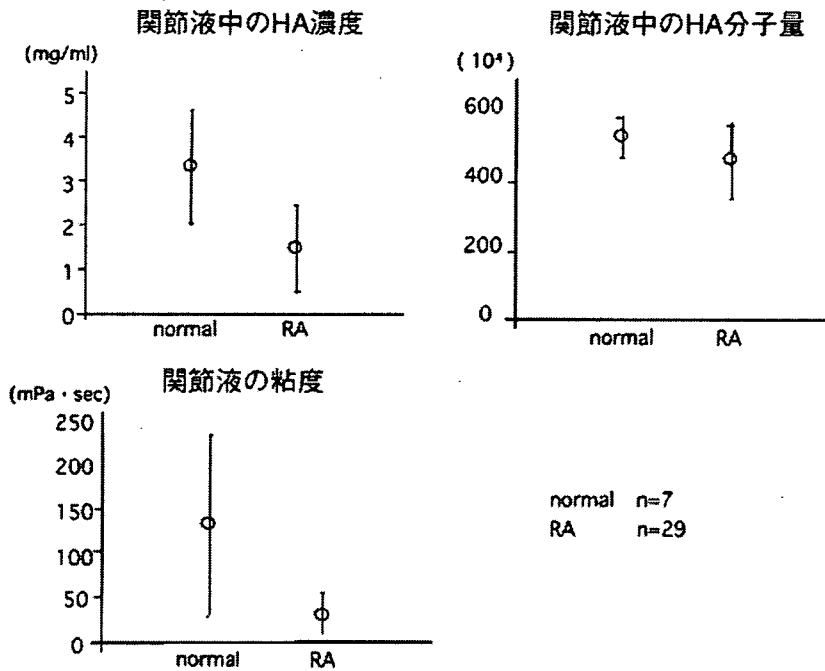 関節液中のHA濃度
(mg/ml)
5
4
3
2
1
0
normal RA
関節液中のHA分子量
(10⁴)
600
400
200
0
normal RA
関節液の粘度
(mPa・sec)
250
200
150
100
50
0
normal RA
normal n=7
RA n=29